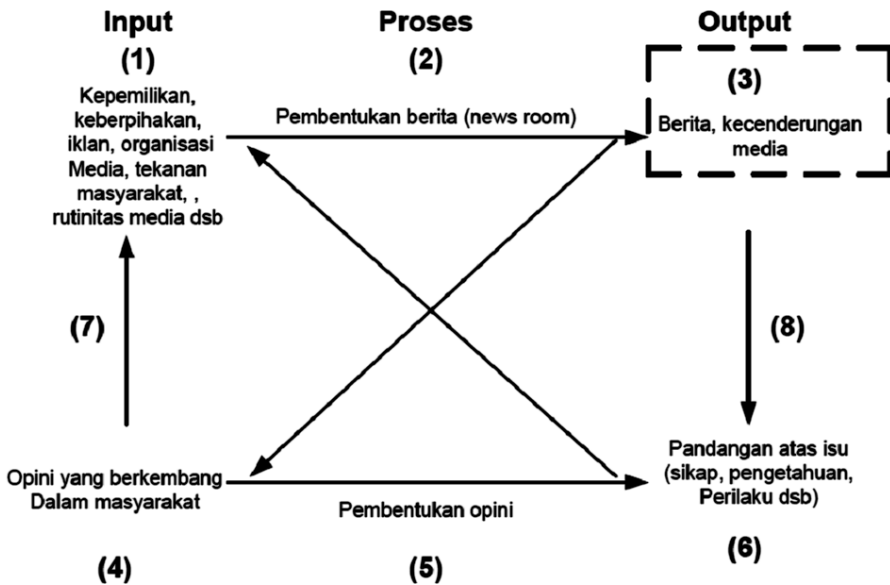 Input
Proses
Output
(1)
(2)
(3)
Kepemilikan,
keberpihakan,
iklan, organisasi
Media, tekanan
masyarakat, ,
rutinitas media dsb
Pembentukan berita (news room)
Berita, kecenderungan
media
(7)
(8)
Opini yang berkembang
Dalam masyarakat
Pembentukan opini
Pandangan atas isu
(sikap, pengetahuan,
Perilaku dsb)
(4)
(5)
(6)